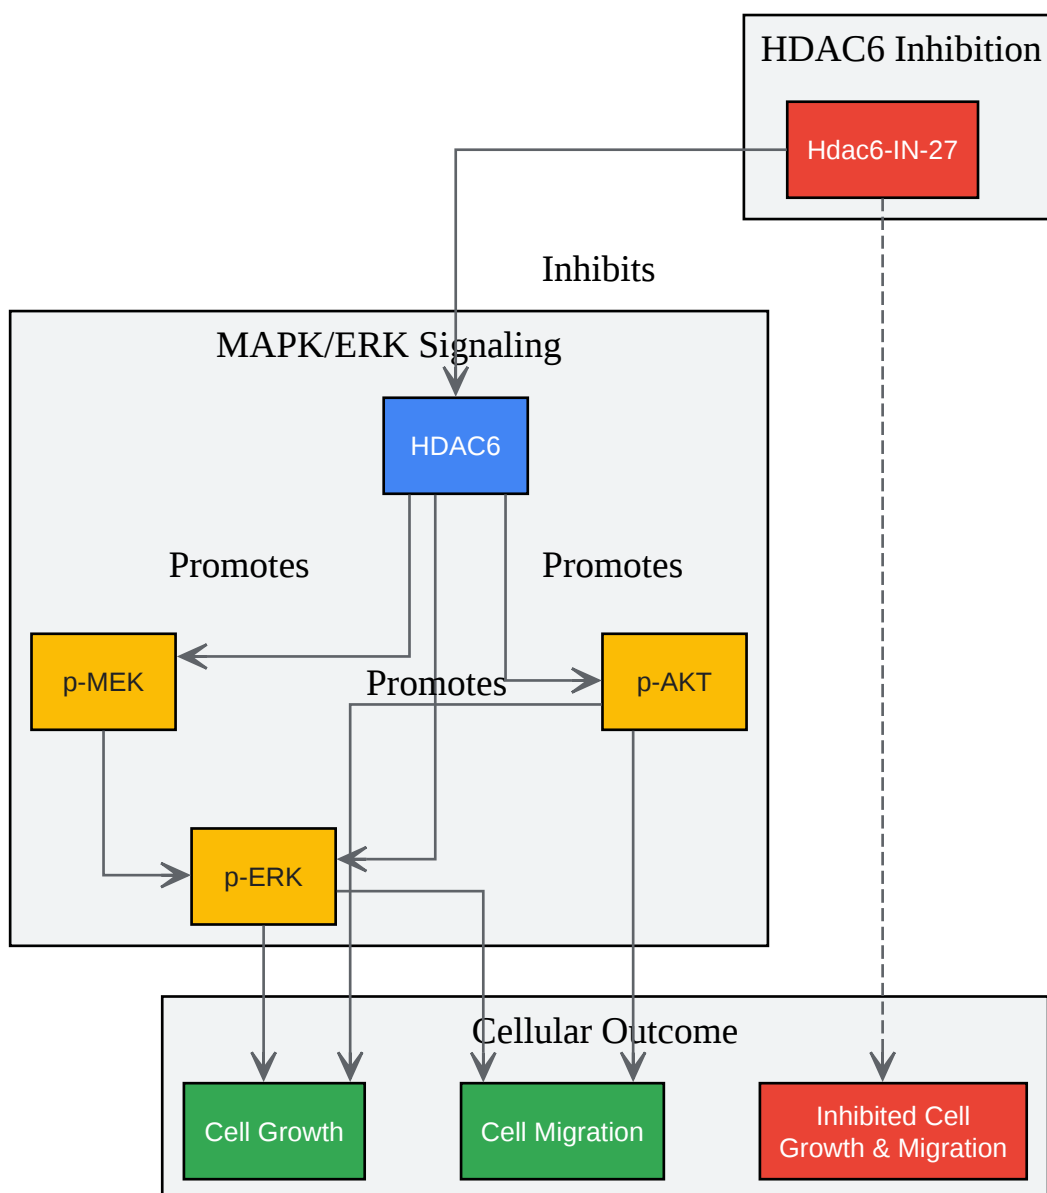 HDAC6 Inhibition
Hdac6-IN-27
Inhibits
MAPK/ERK Signaling
HDAC6
Promotes
Promotes
p-MEK
Promotes
p-AKT
p-ERK
Cellular Outcome
Cell Growth
Cell Migration
Inhibited Cell
Growth & Migration